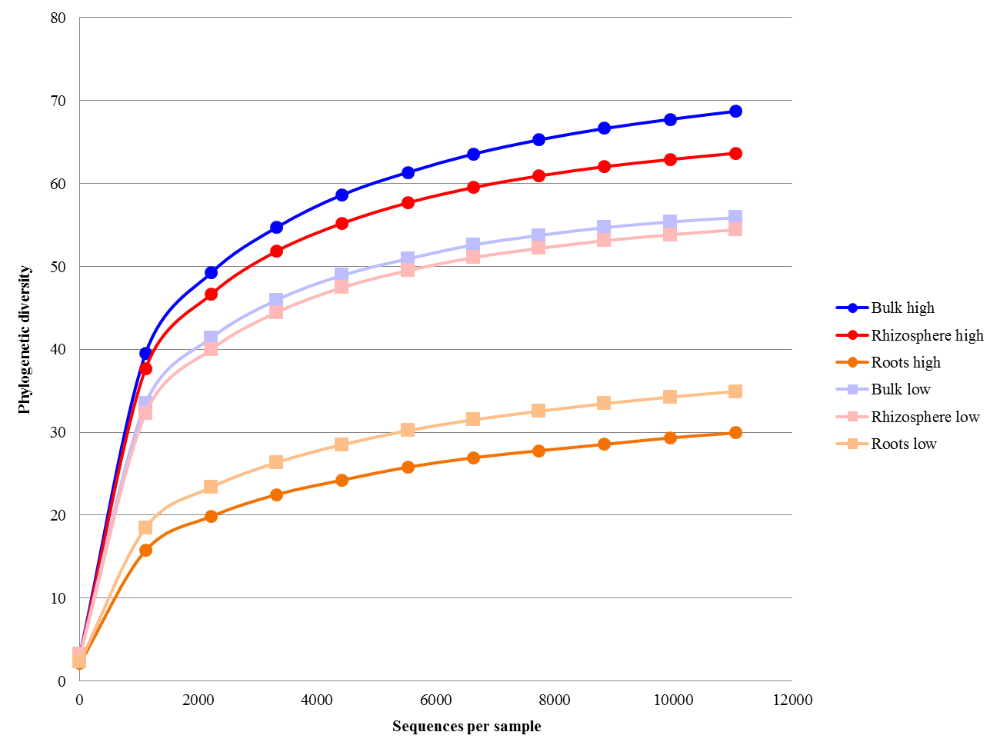 80
70
60
50
40
30
20
10
0
0 2000 4000 6000 8000 10000 12000
Phylogenetic diversity
Sequences per sample
Bulk high
Rhizosphere high
Roots high
Bulk low
Rhizosphere low
Roots low